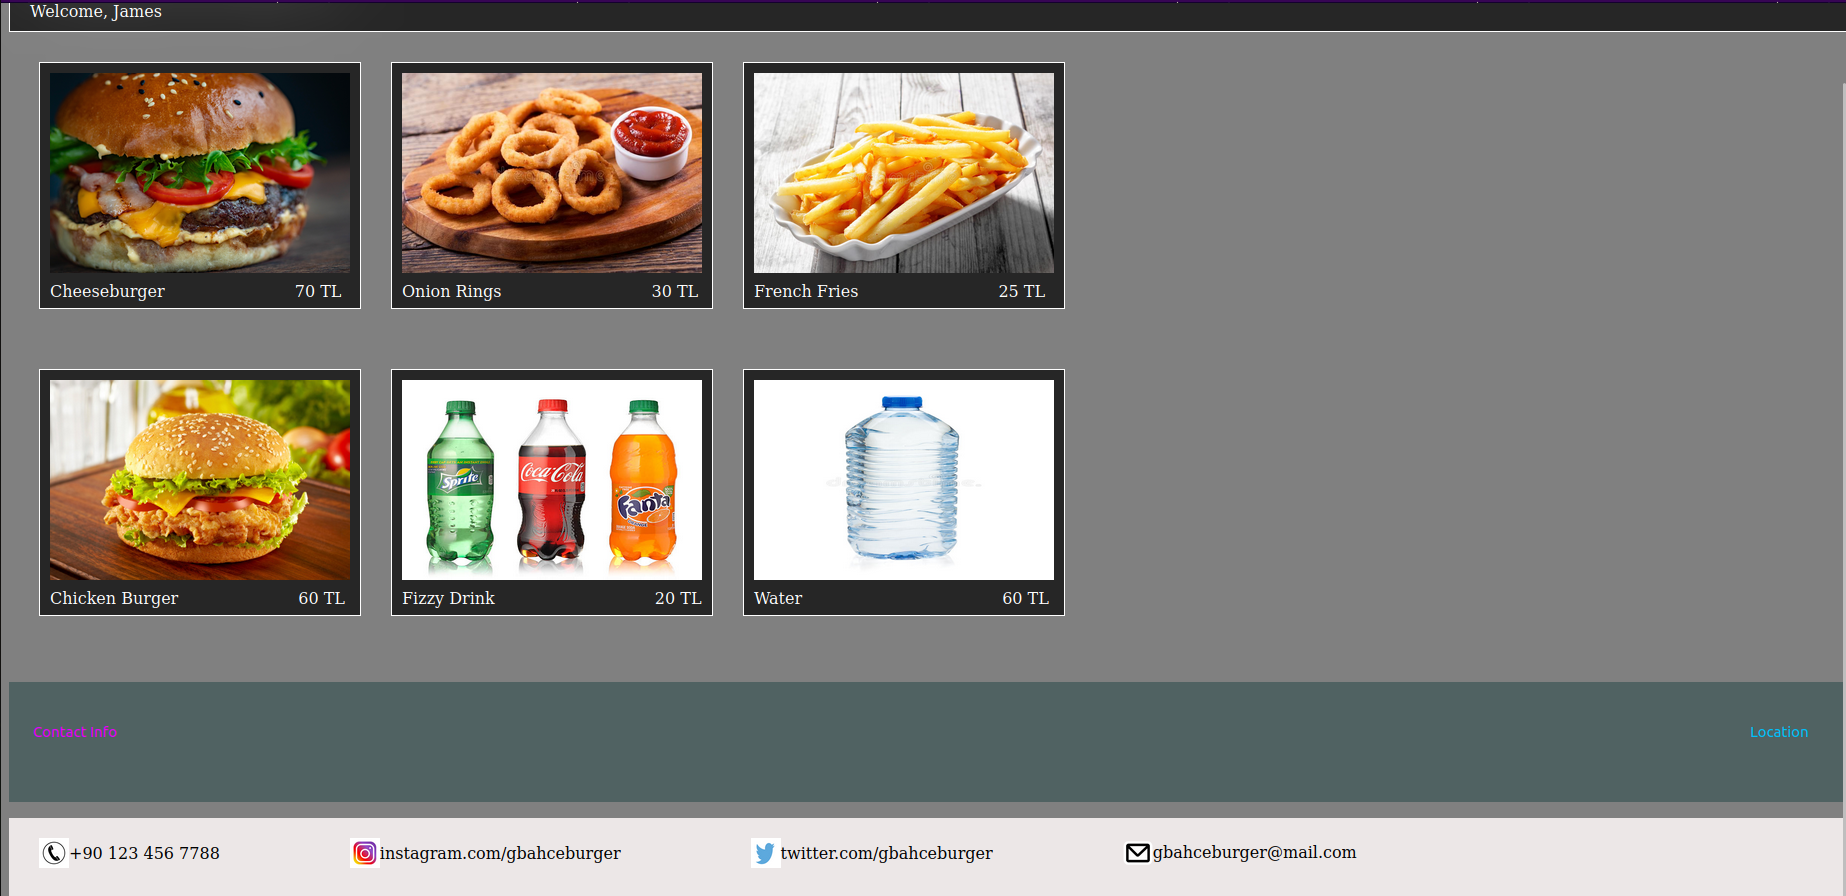 Welcome, James
Cheeseburger 70 TL
Onion Rings 30 TL
French Fries 25 TL
Sprite
Coca-Cola
Fanta
Chicken Burger 60 TL
Fizzy Drink 20 TL
Water 60 TL
Contact Info
Location
+90 123 456 7788
instagram.com/gbahceburger
twitter.com/gbahceburger
gbahceburger@mail.com